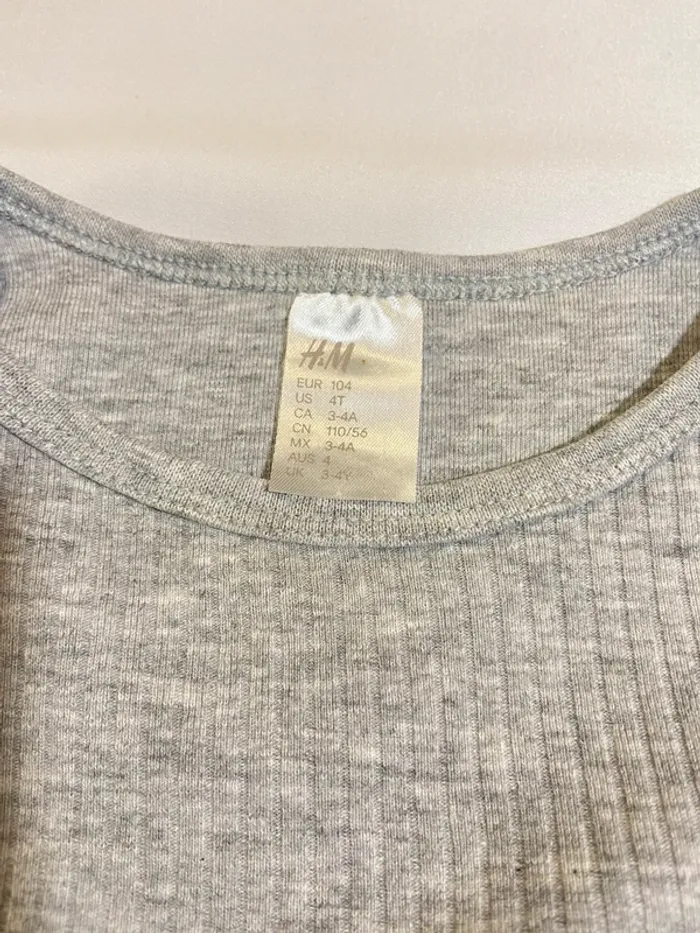 H&M
EUR 104
US 4T
CA 3-4A
CN 110/56
MX 3-4A
AUS 4
UK 3-4Y